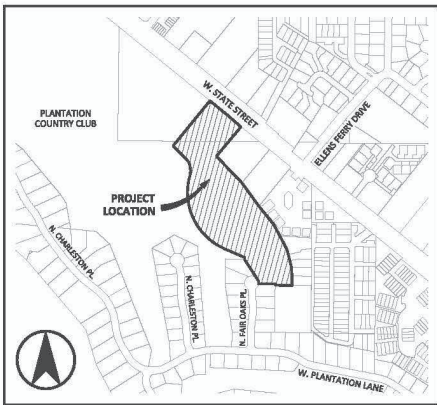 W. STATE STREET
PLANTATION
COUNTRY CLUB
ELLENS FERRY DRIVE
PROJECT
LOCATION
N. CHARLESTON PL.
N. CHARLESTON PL.
N. FAIR OAKS PL.
W. PLANTATION LANE